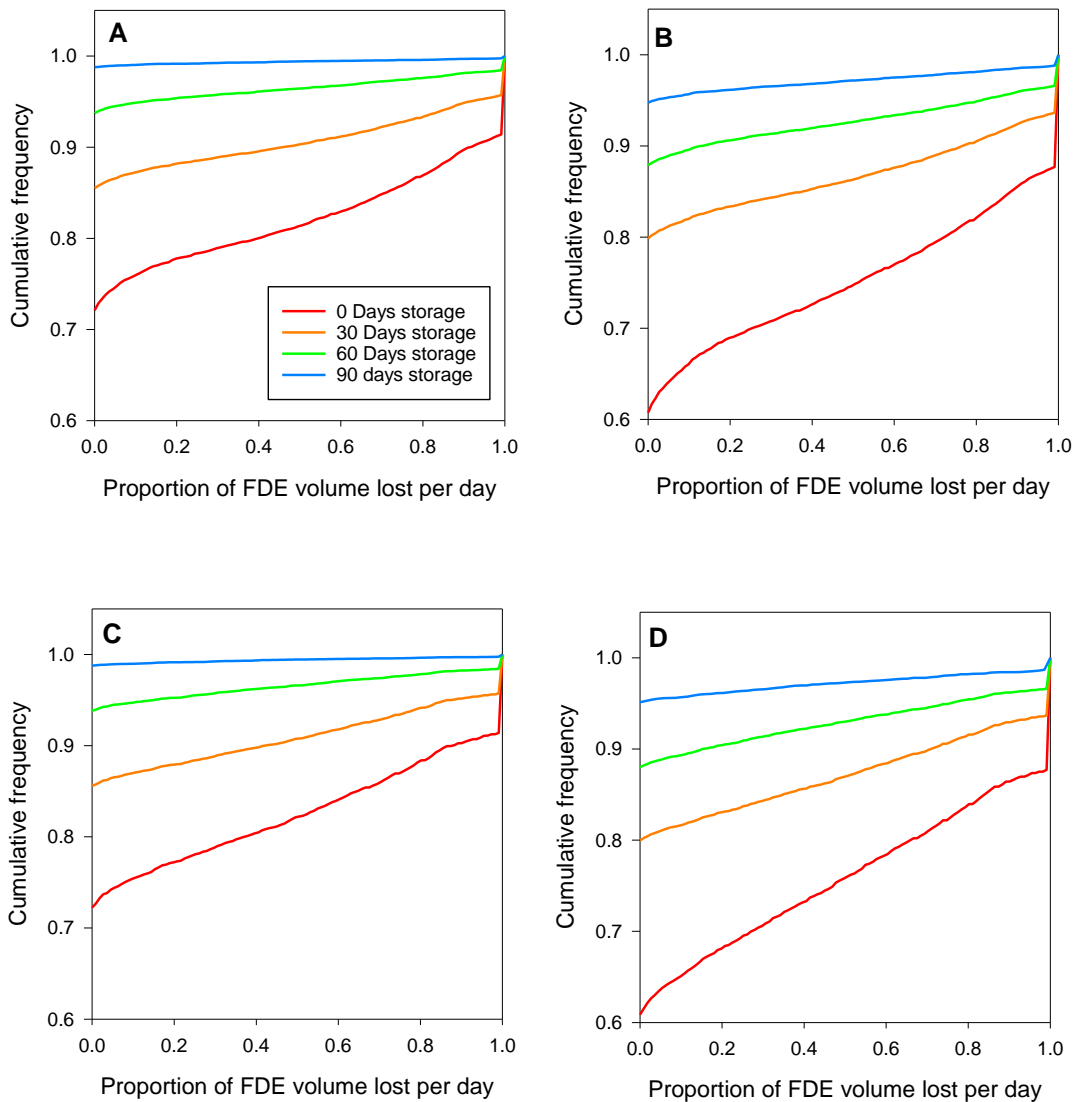 A
Cumulative frequency
1.0
0.9
0.8
0.7
0.6
0 Days storage
30 Days storage
60 Days storage
90 days storage
0.0 0.2 0.4 0.6 0.8 1.0
Proportion of FDE volume lost per day
B
Cumulative frequency
1.0
0.9
0.8
0.7
0.6
0.0 0.2 0.4 0.6 0.8 1.0
Proportion of FDE volume lost per day
C
Cumulative frequency
1.0
0.9
0.8
0.7
0.6
0.0 0.2 0.4 0.6 0.8 1.0
Proportion of FDE volume lost per day
D
Cumulative frequency
1.0
0.9
0.8
0.7
0.6
0.0 0.2 0.4 0.6 0.8 1.0
Proportion of FDE volume lost per day